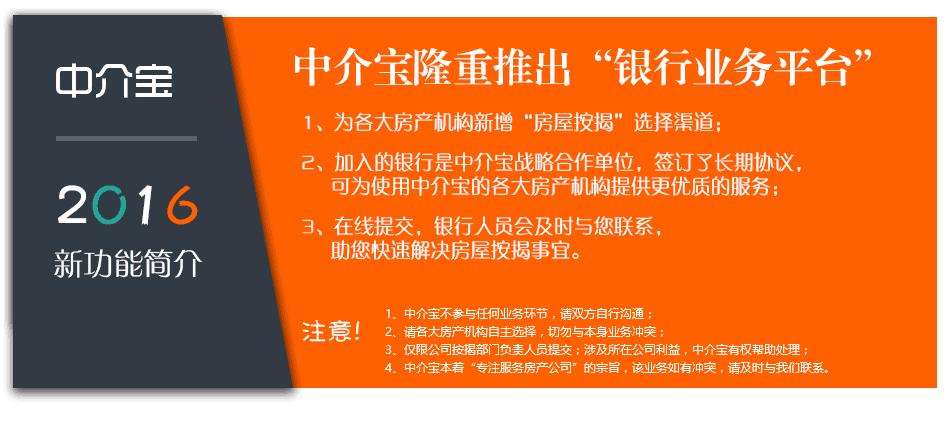 中介宝
2016
新功能简介
中介宝隆重推出“银行业务平台”
1、为各大房产机构新增“房屋按揭”选择渠道；
2、加入的银行是中介宝战略合作单位，签订了长期协议，
可为使用中介宝的各大房产机构提供更优质的服务；
3、在线提交，银行人员会及时与您联系，
助您快速解决房屋按揭事宜。
注意！
1、中介宝不参与任何业务环节，请双方自行沟通；
2、请各大房产机构自主选择，切勿与本身业务冲突；
3、仅限公司按揭部门负责人员提交；涉及所在公司利益，中介宝有权帮助处理；
4、中介宝本着“专注服务房产公司”的宗旨，该业务如有冲突，请及时与我们联系。